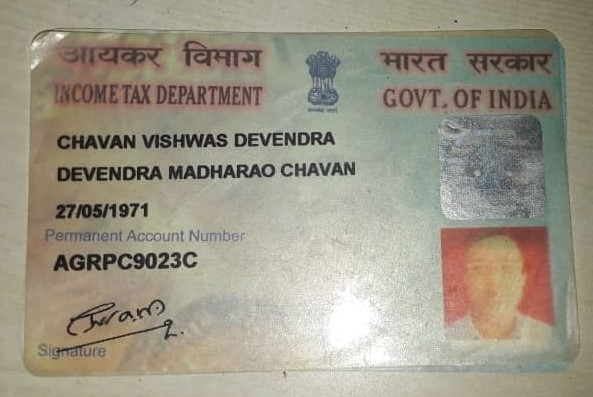 आयकर विभाग
INCOME TAX DEPARTMENT
भारत सरकार
GOVT. OF INDIA
CHAVAN VISHWAS DEVENDRA
DEVENDRA MADHARAO CHAVAN
27/05/1971
Permanent Account Number
AGRPC9023C
Signature